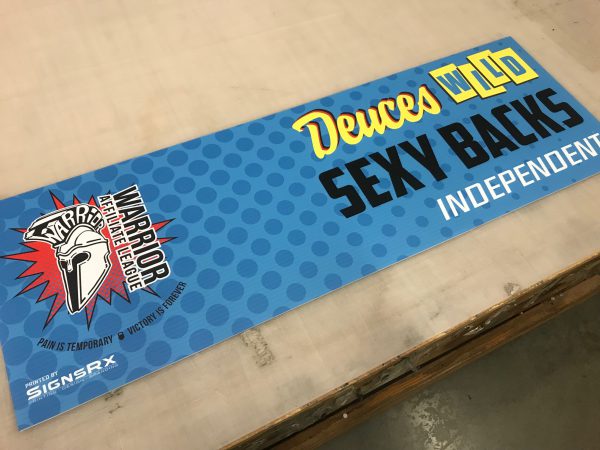 Deuces WILD
SEXY BACKS
INDEPENDENT
WARRIOR
WARRIOR
AFFILIATE LEAGUE
PAIN IS TEMPORARY VICTORY IS FOREVER
PRINTED BY
SIGNSRX